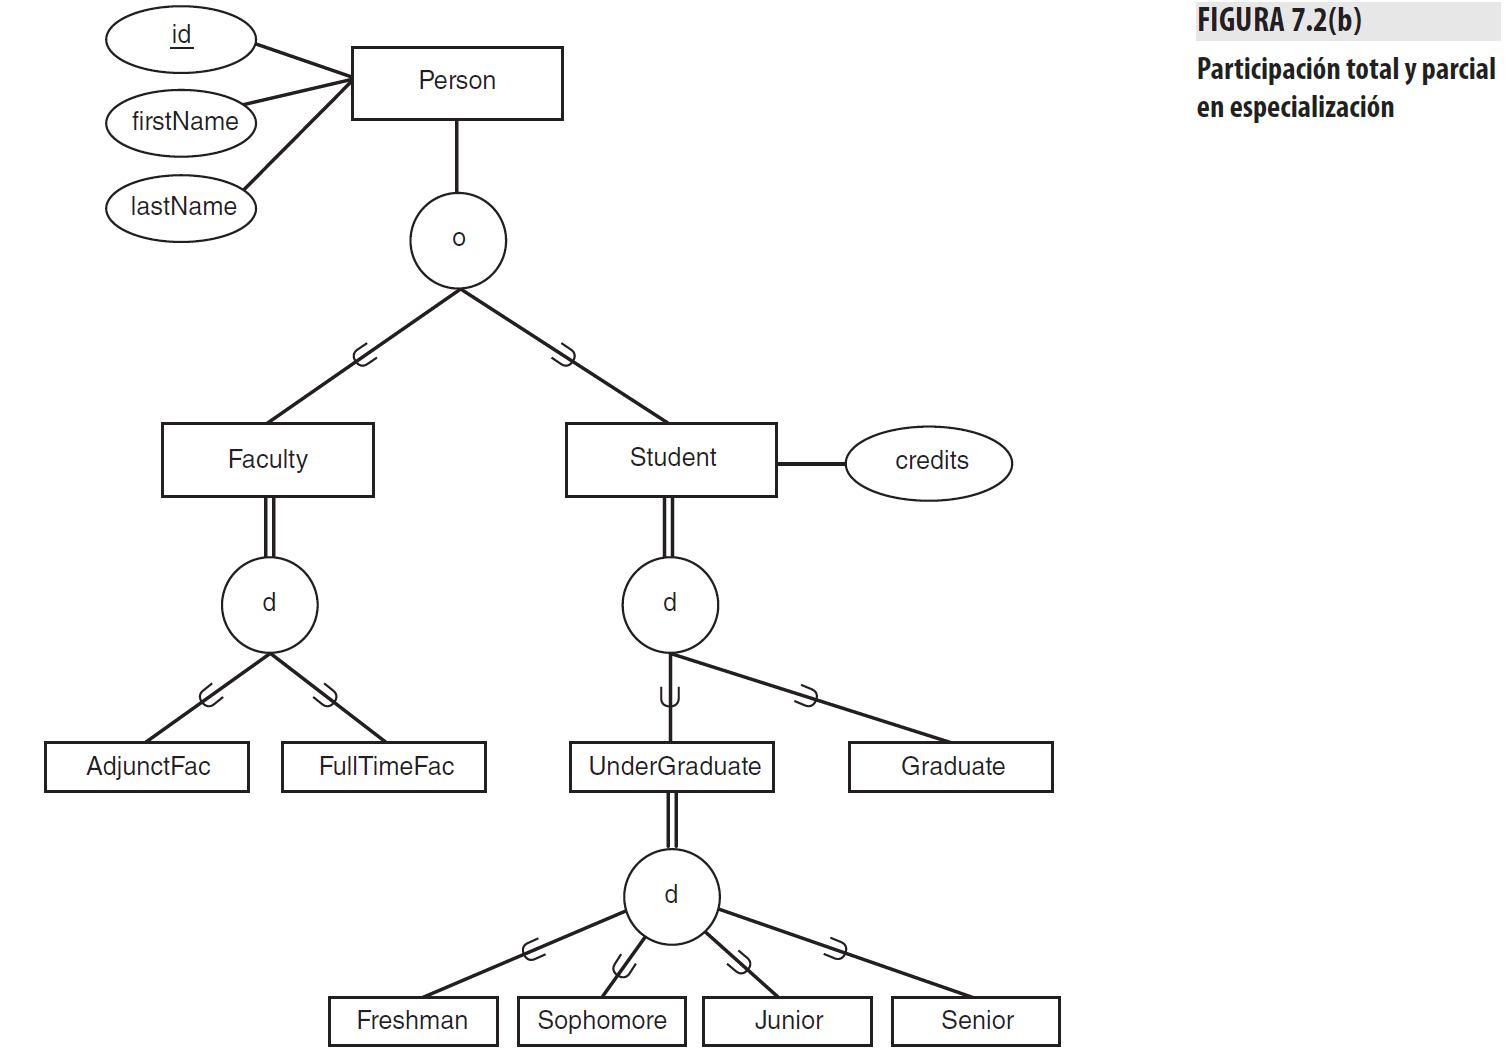 FIGURA 7.2(b)
Participación total y parcial
en especialización
id
firstName
lastName
Person
o
Faculty
Student
credits
d
d
AdjunctFac
FullTimeFac
UnderGraduate
Graduate
d
Freshman
Sophomore
Junior
Senior